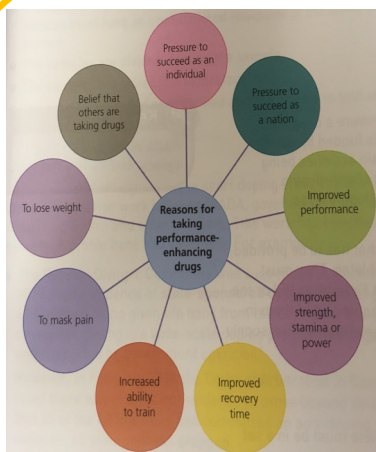 Pressure to
succeed as an
individual
Pressure to
succeed as
a nation
Improved
performance
Improved
strength,
stamina or
power
Improved
recovery
time
Increased
ability
to train
To mask pain
To lose weight
Belief that
others are
taking drugs
Reasons for
taking
performance-
enhancing
drugs